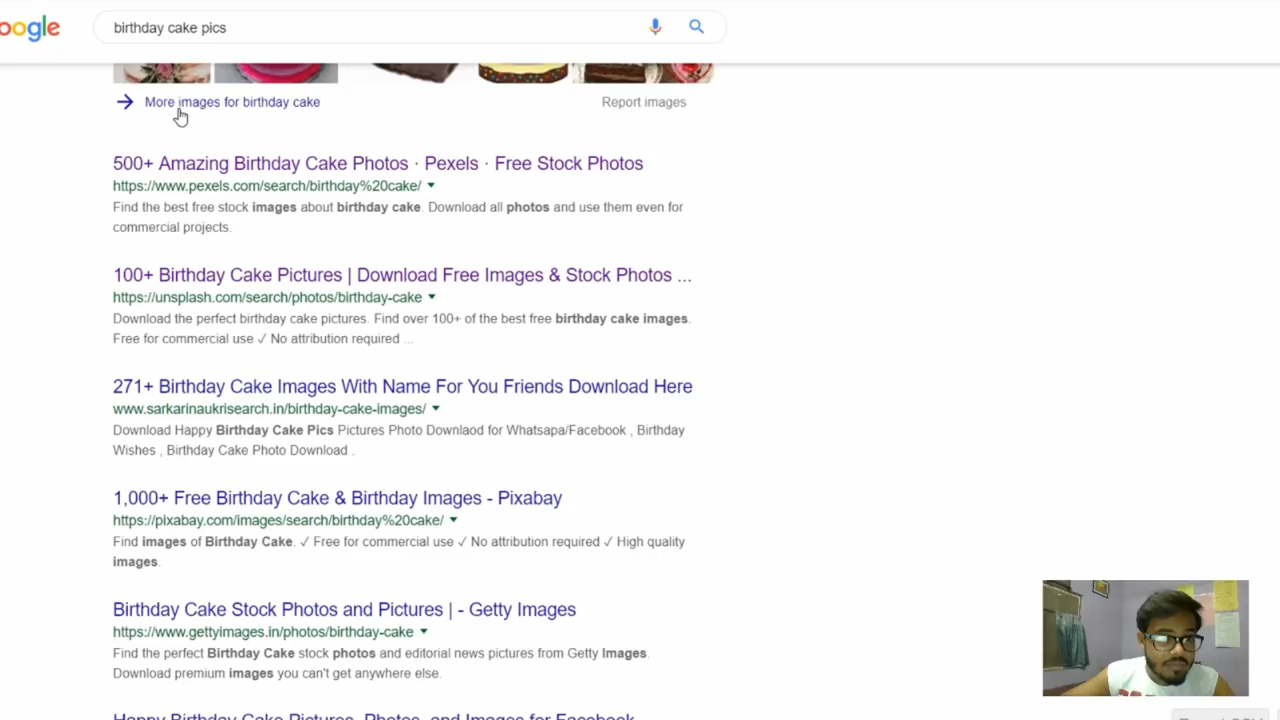 oogle
birthday cake pics
More images for birthday cake
Report images
500+ Amazing Birthday Cake Photos · Pexels · Free Stock Photos
https://www.pexels.com/search/birthday%20cake/
Find the best free stock images about birthday cake. Download all photos and use them even for
commercial projects.
100+ Birthday Cake Pictures | Download Free Images & Stock Photos ...
https://unsplash.com/search/photos/birthday-cake
Download the perfect birthday cake pictures. Find over 100+ of the best free birthday cake images.
Free for commercial use ✓ No attribution required ...
271+ Birthday Cake Images With Name For You Friends Download Here
www.sarkarinaukrisearch.in/birthday-cake-images/
Download Happy Birthday Cake Pics Pictures Photo Downlaod for Whatsapa/Facebook , Birthday
Wishes , Birthday Cake Photo Download .
1,000+ Free Birthday Cake & Birthday Images - Pixabay
https://pixabay.com/images/search/birthday%20cake/
Find images of Birthday Cake. ✓ Free for commercial use ✓ No attribution required ✓ High quality
images.
Birthday Cake Stock Photos and Pictures | - Getty Images
https://www.gettyimages.in/photos/birthday-cake
Find the perfect Birthday Cake stock photos and editorial news pictures from Getty Images.
Download premium images you can't get anywhere else.
Happy Birthday Cake Pictures, Photos, and Images for Facebook